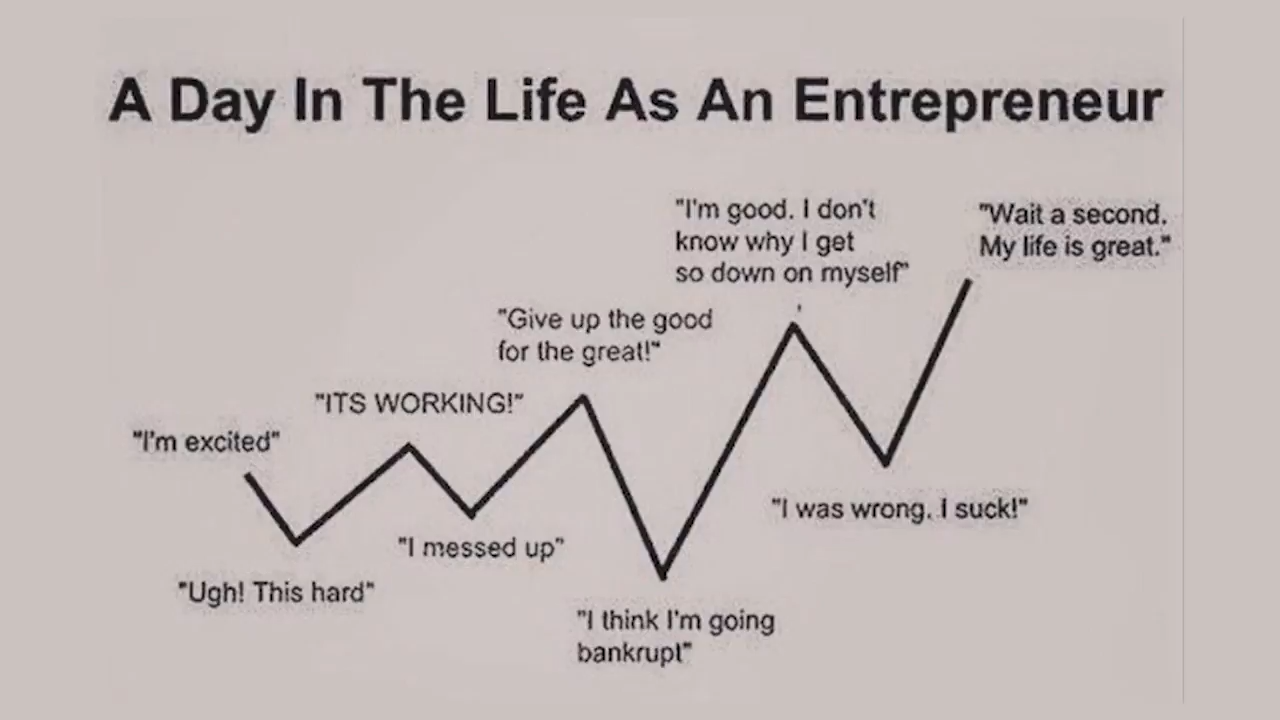 A Day In The Life As An Entrepreneur
"I'm good. I don't
know why I get
so down on myself"
"Wait a second.
My life is great."
"Give up the good
for the great!"
"ITS WORKING!"
"I'm excited"
"I was wrong. I suck!"
"I messed up"
"Ugh! This hard"
"I think I'm going
bankrupt"